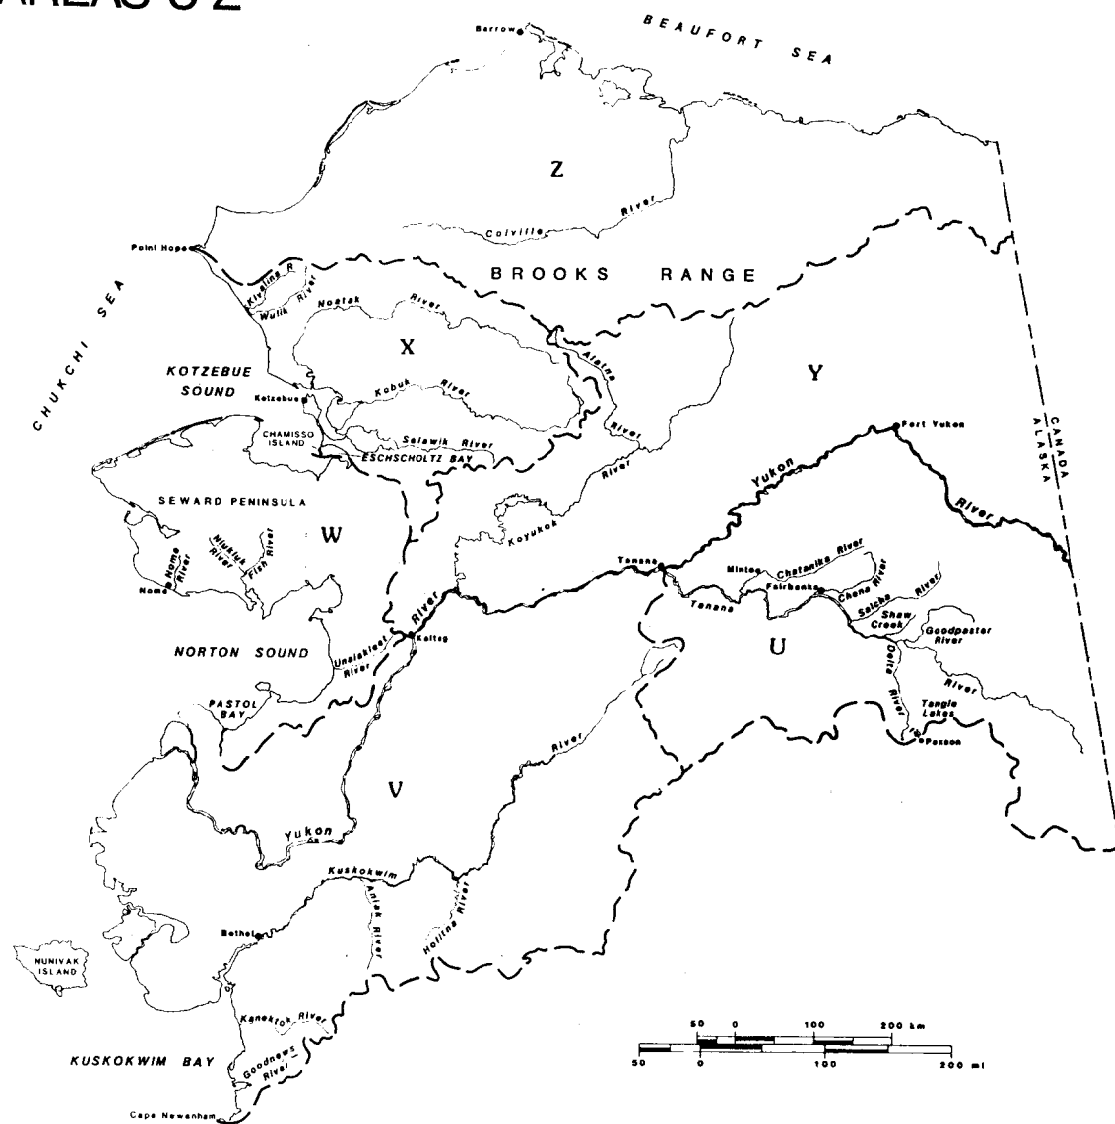 BEAUFORT SEA
Barrow
Z
Colville River
Point Hope
BROOKS RANGE
CHUKCHI SEA
Kivalina R
Wulik River
Noatak River
X
Alatna River
KOTZEBUE
SOUND
Kotzebue
Kobuk River
Y
CHAMISSO
ISLAND
Selawik River
ESCHSCHOLTZ BAY
CANADA
ALASKA
Fort Yukon
Yukon River
SEWARD PENINSULA
W
Koyukok River
Niukluk
River
Fish River
Nome
River
Nome
Tanana
Minto
Chatanika River
Fairbanks
Chena River
Tanana River
Salcha River
Shaw
Creek
Goodpaster
River
U
Delta River
Tangle
Lakes
Paxson
River
Kaltag
Unalakleet
River
NORTON SOUND
PASTOL
BAY
V
River
Yukon
Kuskokwim
Aniak River
Holitna River
Bethel
NUNIVAK
ISLAND
Kanektok River
KUSKOKWIM BAY
Goodnews
River
Cape Newenham
50 0 100 200 km
50 0 100 200 mi